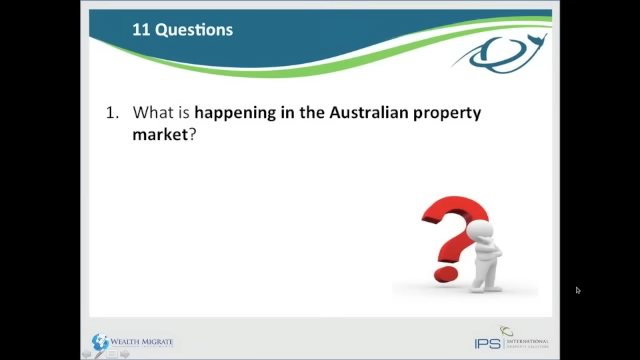 11 Questions
1. What is happening in the Australian property
market?
WEALTH MIGRATE
IPS INTERNATIONAL
PROPERTY SOLUTIONS